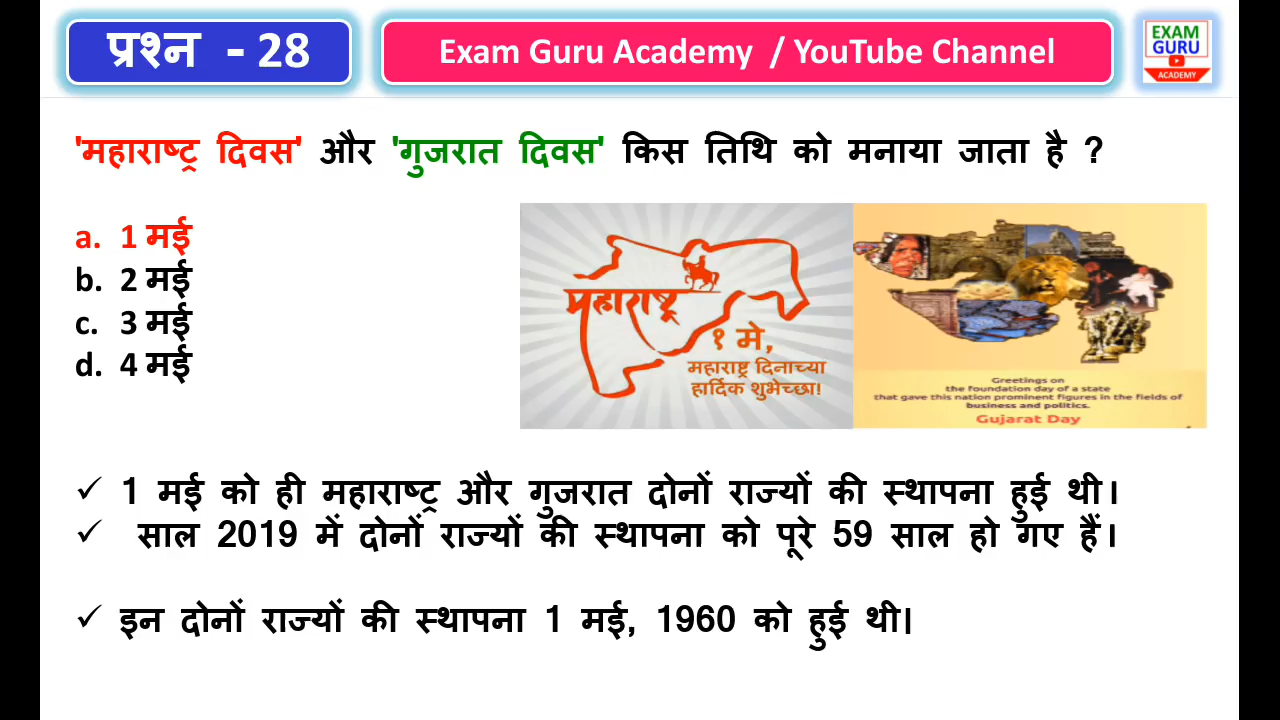 प्रश्न - 28
Exam Guru Academy / YouTube Channel
EXAM
GURU
ACADEMY
'महाराष्ट्र दिवस' और 'गुजरात दिवस' किस तिथि को मनाया जाता है ?
a. 1 मई
b. 2 मई
c. 3 मई
d. 4 मई
महाराष्ट्र
१ मे,
महाराष्ट्र दिनाच्या
हार्दिक शुभेच्छा!
Greetings on
the foundation day of a state
that gave this nation prominent figures in the fields of
business and politics.
Gujarat Day
✓ 1 मई को ही महाराष्ट्र और गुजरात दोनों राज्यों की स्थापना हुई थी।
✓ साल 2019 में दोनों राज्यों की स्थापना को पूरे 59 साल हो गए हैं।
✓ इन दोनों राज्यों की स्थापना 1 मई, 1960 को हुई थी।